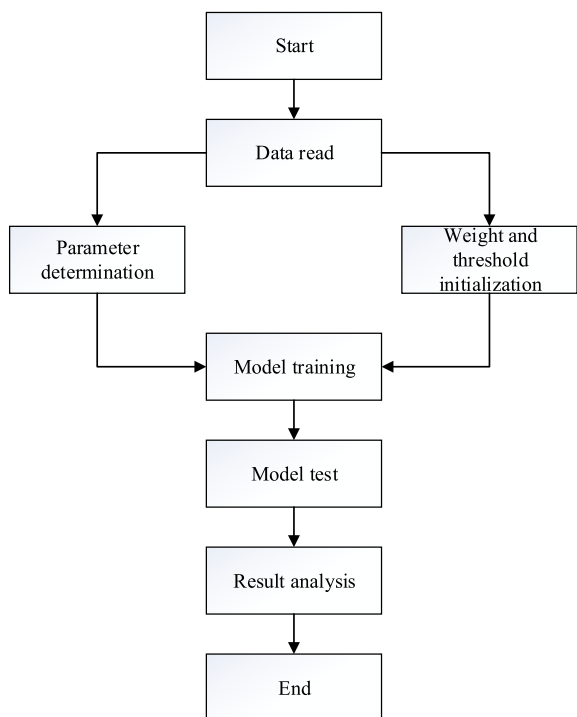 Start
Data read
Parameter
determination
Weight and
threshold
initialization
Model training
Model test
Result analysis
End